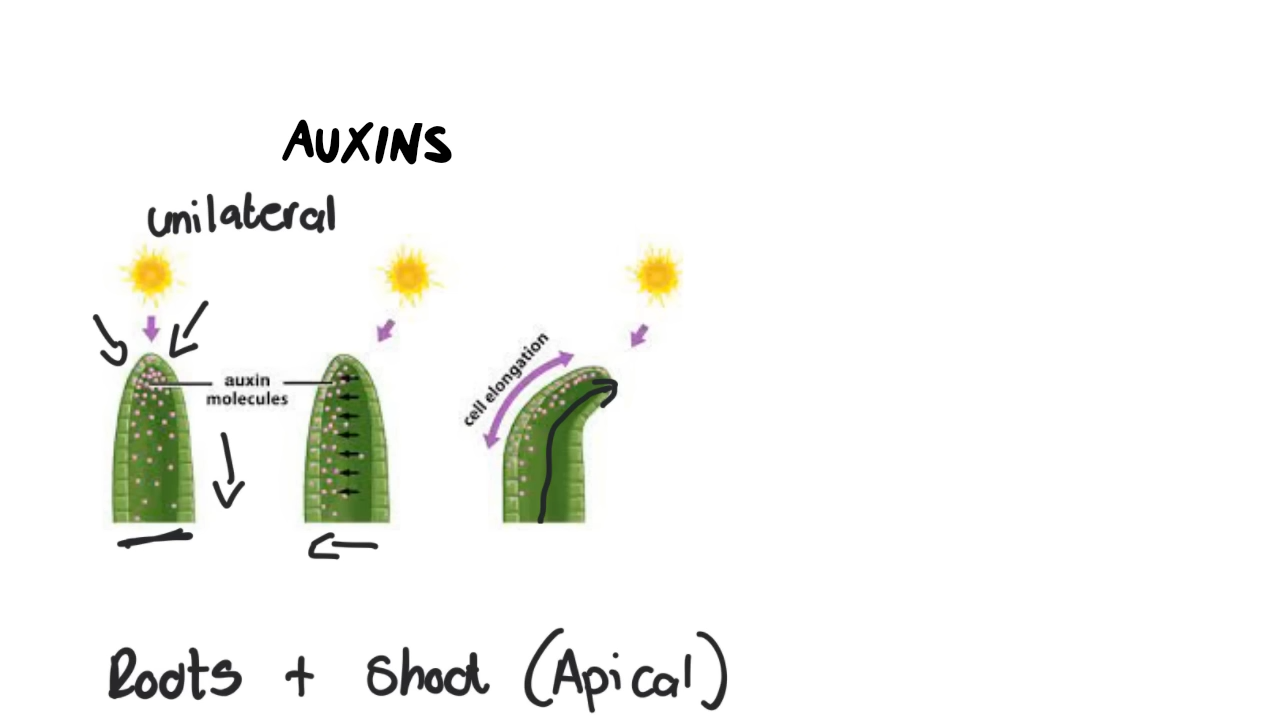 AUXINS
unilateral
auxin
molecules
cell elongation
Roots + Shoot (Apical)